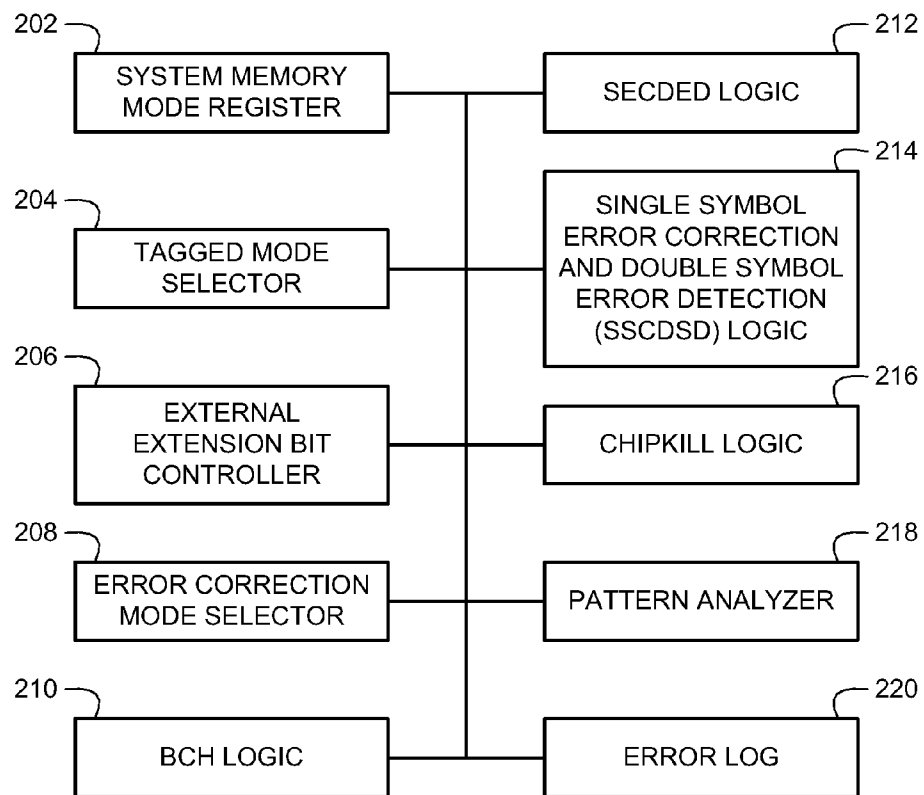 202
SYSTEM MEMORY
MODE REGISTER
212
SECDED LOGIC
204
TAGGED MODE
SELECTOR
214
SINGLE SYMBOL
ERROR CORRECTION
AND DOUBLE SYMBOL
ERROR DETECTION
(SSCDSD) LOGIC
206
EXTERNAL
EXTENSION BIT
CONTROLLER
216
CHIPKILL LOGIC
208
ERROR CORRECTION
MODE SELECTOR
218
PATTERN ANALYZER
210
BCH LOGIC
220
ERROR LOG